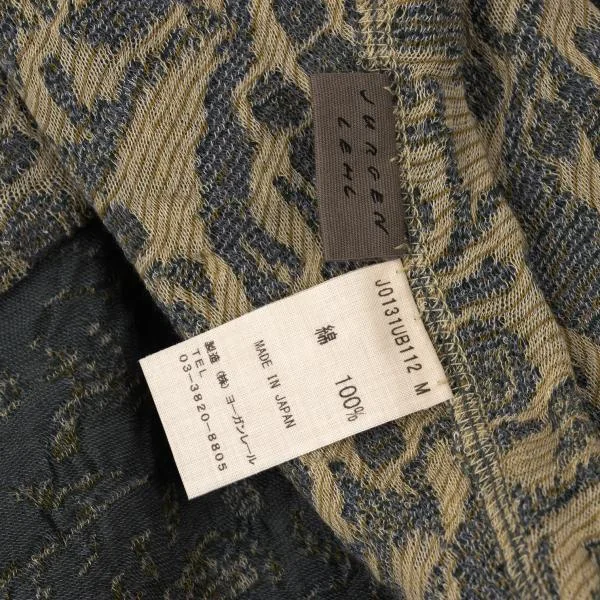 JURGEN
LEHL
J0131UB112 M
綿 100%
MADE IN JAPAN
製造 (株) ヨーガンレール
TEL
03-3820-8805